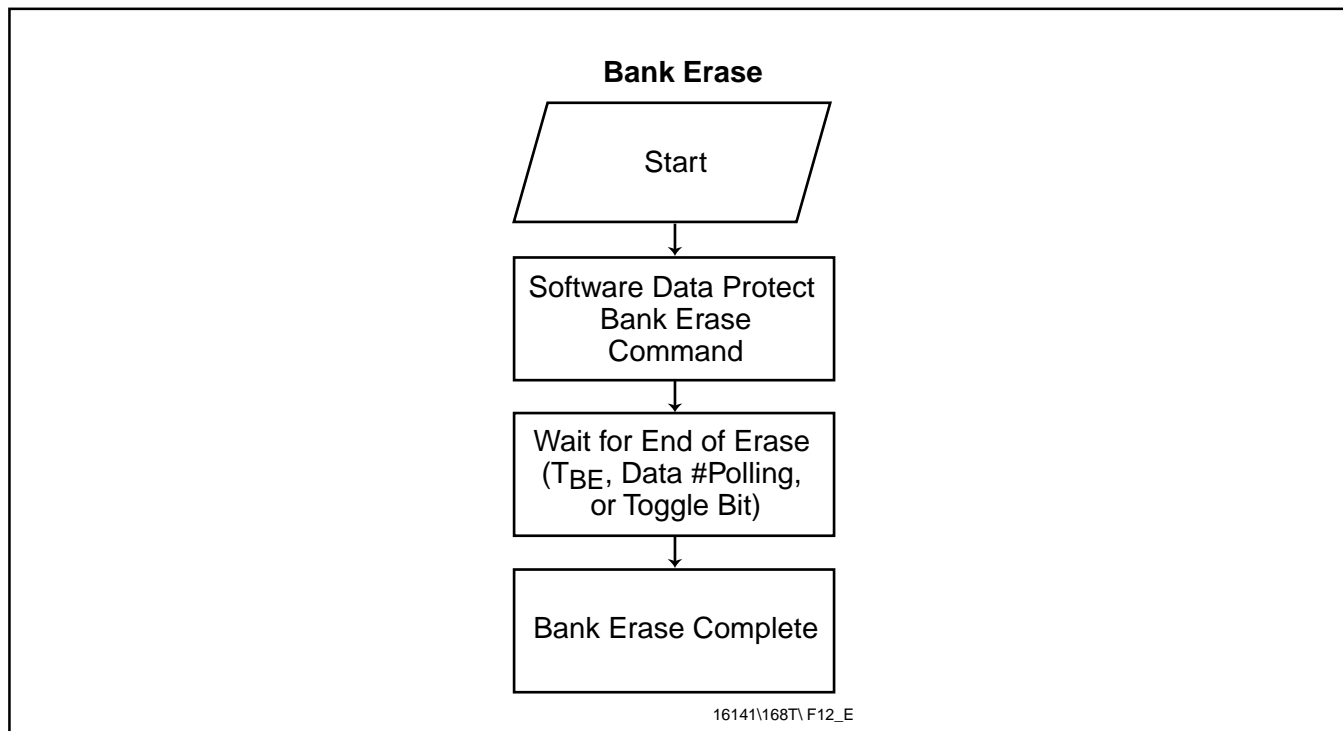 Bank Erase
Start
Software Data Protect
Bank Erase
Command
Wait for End of Erase
(TBE, Data #Polling,
or Toggle Bit)
Bank Erase Complete
16141\168T\ F12_E